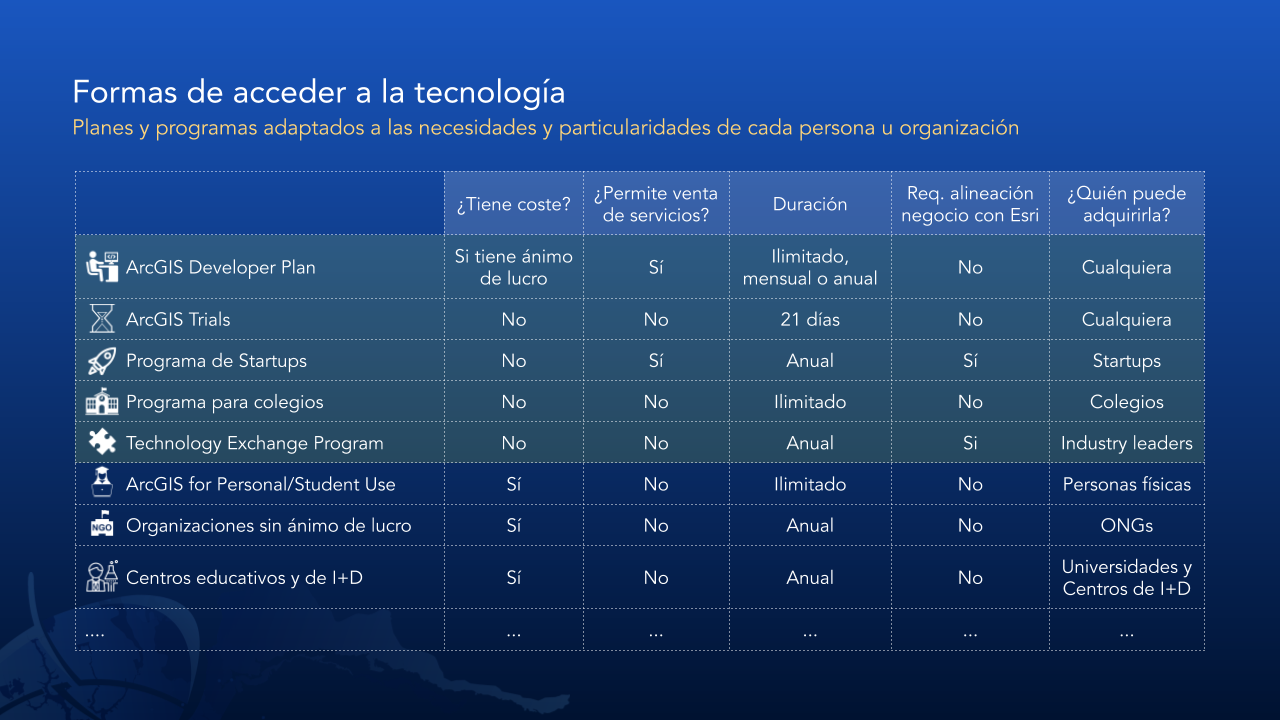 Formas de acceder a la tecnología
Planes y programas adaptados a las necesidades y particularidades de cada persona u organización
¿Tiene coste?
¿Permite venta
de servicios?
Duración
Req. alineación
negocio con Esri
¿Quién puede
adquirirla?
ArcGIS Developer Plan
Si tiene ánimo
de lucro
Sí
Ilimitado,
mensual o anual
No
Cualquiera
ArcGIS Trials
No
No
21 días
No
Cualquiera
Programa de Startups
No
Sí
Anual
Sí
Startups
Programa para colegios
No
No
Ilimitado
No
Colegios
Technology Exchange Program
No
No
Anual
Si
Industry leaders
ArcGIS for Personal/Student Use
Sí
No
Ilimitado
No
Personas físicas
NGO
Organizaciones sin ánimo de lucro
Sí
No
Anual
No
ONGs
Centros educativos y de I+D
Sí
No
Anual
No
Universidades y
Centros de I+D
....
...
...
...
...
...